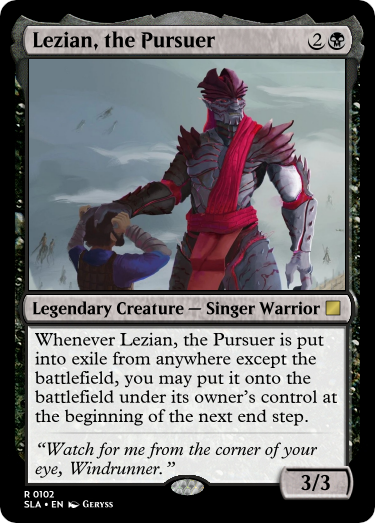 Lezian, the Pursuer 2
Legendary Creature — Singer Warrior
Whenever Lezian, the Pursuer is put
into exile from anywhere except the
battlefield, you may put it onto the
battlefield under its owner's control at
the beginning of the next end step.
“Watch for me from the corner of your
eye, Windrunner.”
3/3
R 0102
SLA • EN Geryss